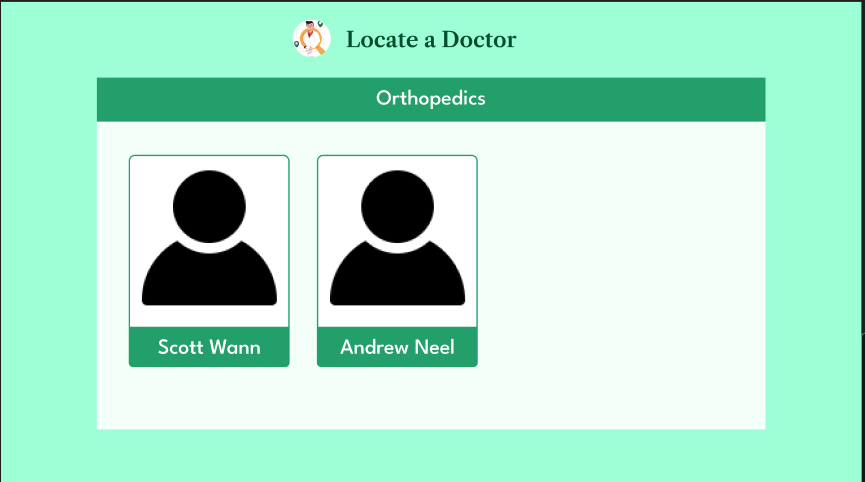 Locate a Doctor
Orthopedics
Scott Wann
Andrew Neel